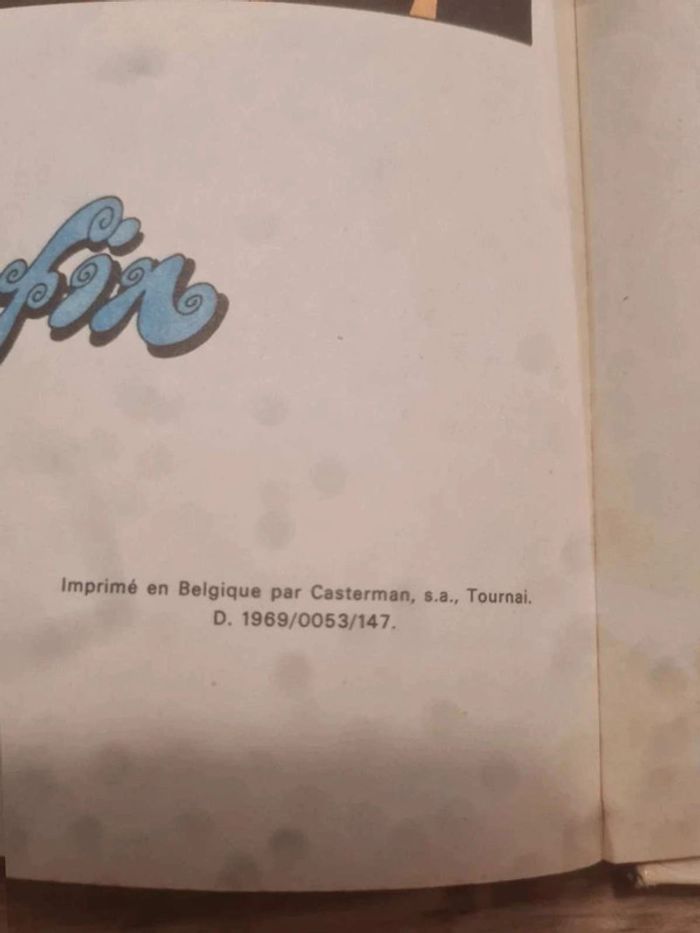 fin
Imprimé en Belgique par Casterman, s.a., Tournai.
D. 1969/0053/147.